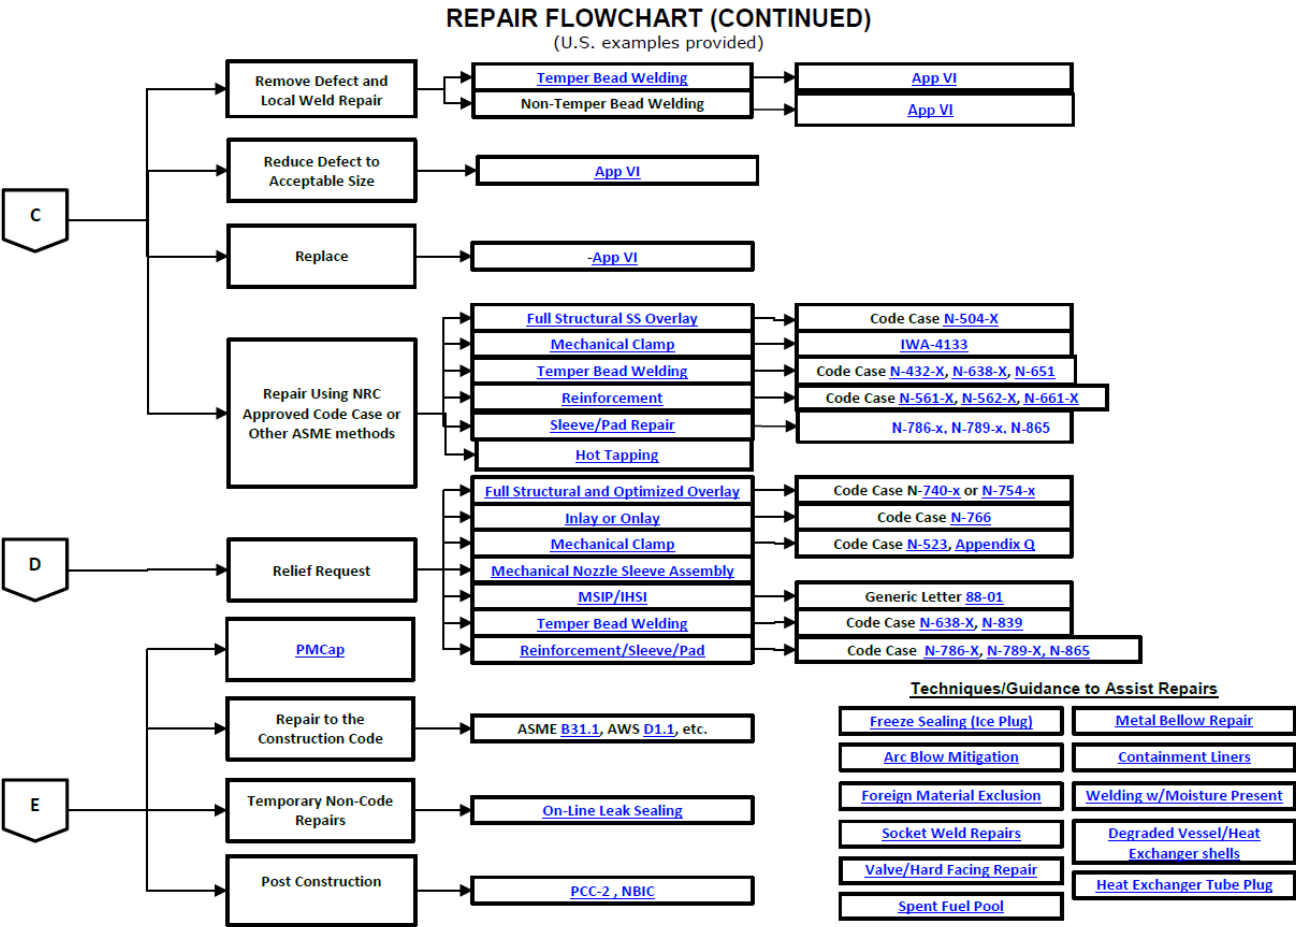 REPAIR FLOWCHART (CONTINUED)
(U.S. examples provided)
Remove Defect and
Local Weld Repair
Temper Bead Welding
App VI
Non-Temper Bead Welding
App VI
Reduce Defect to
Acceptable Size
App VI
C
Replace
-App VI
Repair Using NRC
Approved Code Case or
Other ASME methods
Full Structural SS Overlay
Code Case N-504-X
Mechanical Clamp
IWA-4133
Temper Bead Welding
Code Case N-432-X, N-638-X, N-651
Reinforcement
Code Case N-561-X, N-562-X, N-661-X
Sleeve/Pad Repair
N-786-x, N-789-x, N-865
Hot Tapping
D
Relief Request
Full Structural and Optimized Overlay
Code Case N-740-x or N-754-x
Inlay or Onlay
Code Case N-766
Mechanical Clamp
Code Case N-523, Appendix Q
Mechanical Nozzle Sleeve Assembly
MSIP/IHSI
Generic Letter 88-01
Temper Bead Welding
Code Case N-638-X, N-839
Reinforcement/Sleeve/Pad
Code Case N-786-X, N-789-X, N-865
E
PMCap
Repair to the
Construction Code
ASME B31.1, AWS D1.1, etc.
Temporary Non-Code
Repairs
On-Line Leak Sealing
Post Construction
PCC-2 , NBIC
Techniques/Guidance to Assist Repairs
Freeze Sealing (Ice Plug)
Metal Bellow Repair
Arc Blow Mitigation
Containment Liners
Foreign Material Exclusion
Welding w/Moisture Present
Socket Weld Repairs
Degraded Vessel/Heat
Exchanger shells
Valve/Hard Facing Repair
Heat Exchanger Tube Plug
Spent Fuel Pool